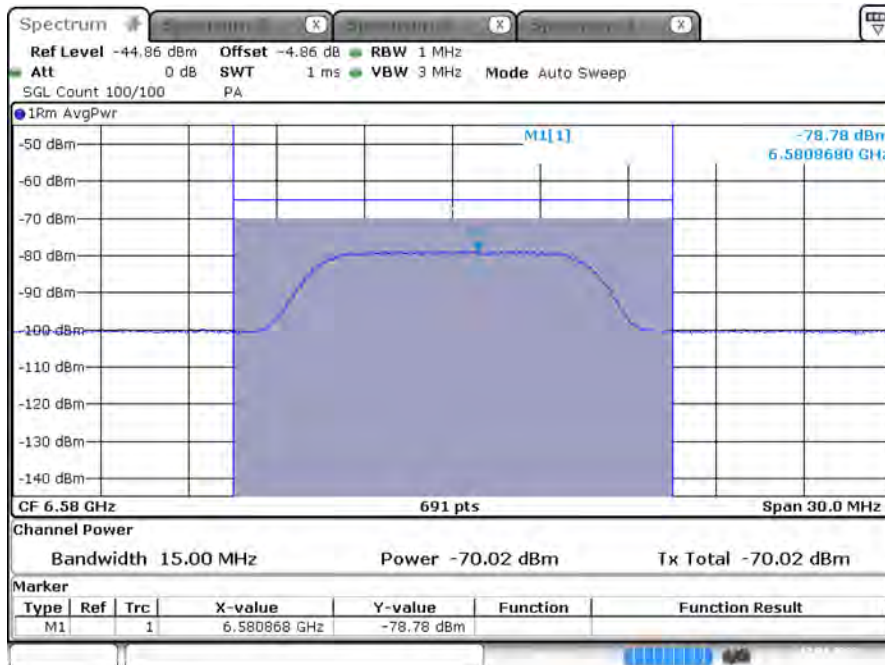 Spectrum
Ref Level -44.86 dBm Offset -4.86 dB RBW 1 MHz
Att 0 dB SWT 1 ms VBW 3 MHz Mode Auto Sweep
SGL Count 100/100 PA
1Rm AvgPwr
M1[1] -78.78 dBm
6.5808680 GHz
-50 dBm
-60 dBm
-70 dBm
-80 dBm
-90 dBm
-100 dBm
-110 dBm
-120 dBm
-130 dBm
-140 dBm
CF 6.58 GHz 691 pts Span 30.0 MHz
Channel Power
Bandwidth 15.00 MHz Power -70.02 dBm Tx Total -70.02 dBm
Marker
Type Ref Trc X-value Y-value Function Function Result
M1 1 6.580868 GHz -78.78 dBm